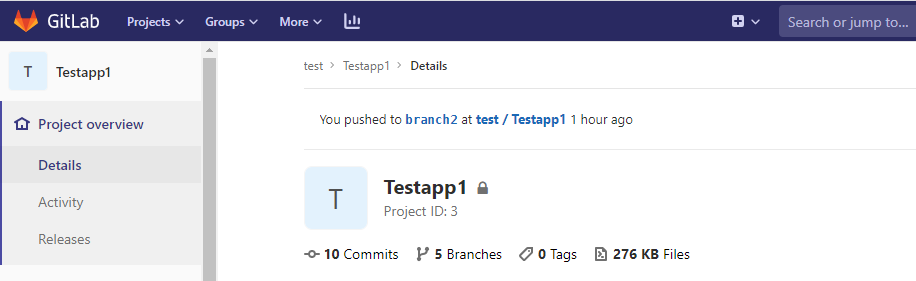 GitLab Projects Groups More Search or jump to...
T Testapp1
test > Testapp1 > Details
Project overview
You pushed to branch2 at test / Testapp1 1 hour ago
Details
Activity
Releases
T
Testapp1
Project ID: 3
10 Commits 5 Branches 0 Tags 276 KB Files